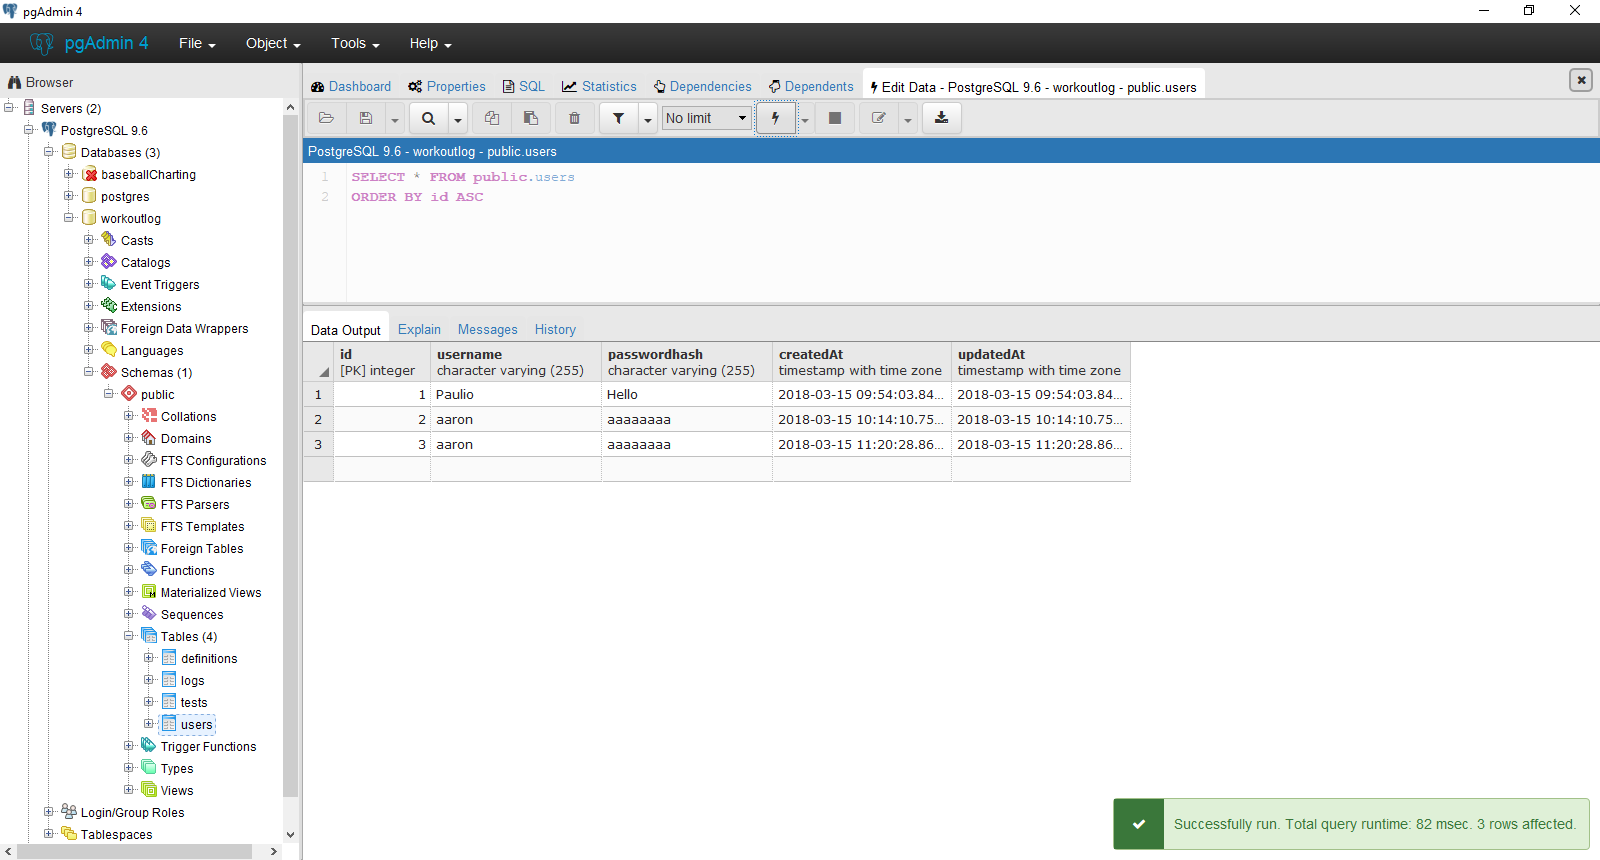 pgAdmin 4
pgAdmin 4 File Object Tools Help
Browser
Servers (2)
PostgreSQL 9.6
Databases (3)
baseballCharting
postgres
workoutlog
Casts
Catalogs
Event Triggers
Extensions
Foreign Data Wrappers
Languages
Schemas (1)
public
Collations
Domains
FTS Configurations
FTS Dictionaries
FTS Parsers
FTS Templates
Foreign Tables
Functions
Materialized Views
Sequences
Tables (4)
definitions
logs
tests
users
Trigger Functions
Types
Views
Login/Group Roles
Tablespaces
Dashboard Properties SQL Statistics Dependencies Dependents Edit Data - PostgreSQL 9.6 - workoutlog - public.users
No limit
PostgreSQL 9.6 - workoutlog - public.users
1 SELECT * FROM public.users
2 ORDER BY id ASC
Data Output Explain Messages History
id username passwordhash createdAt updatedAt
[PK] integer character varying (255) character varying (255) timestamp with time zone timestamp with time zone
1 1 Paulio Hello 2018-03-15 09:54:03.84... 2018-03-15 09:54:03.84...
2 2 aaron aaaaaaaa 2018-03-15 10:14:10.75... 2018-03-15 10:14:10.75...
3 3 aaron aaaaaaaa 2018-03-15 11:20:28.86... 2018-03-15 11:20:28.86...
Successfully run. Total query runtime: 82 msec. 3 rows affected.